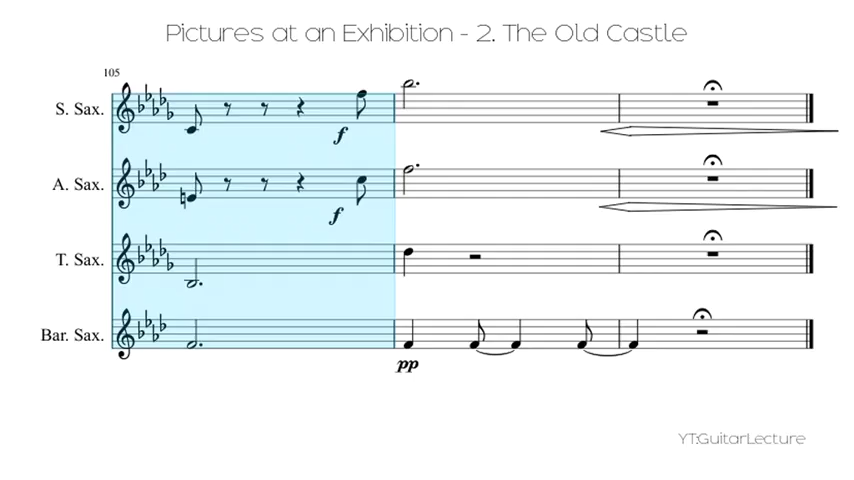 Pictures at an Exhibition - 2. The Old Castle
105
S. Sax.
f
A. Sax.
f
T. Sax.
Bar. Sax.
pp
YT:GuitarLecture